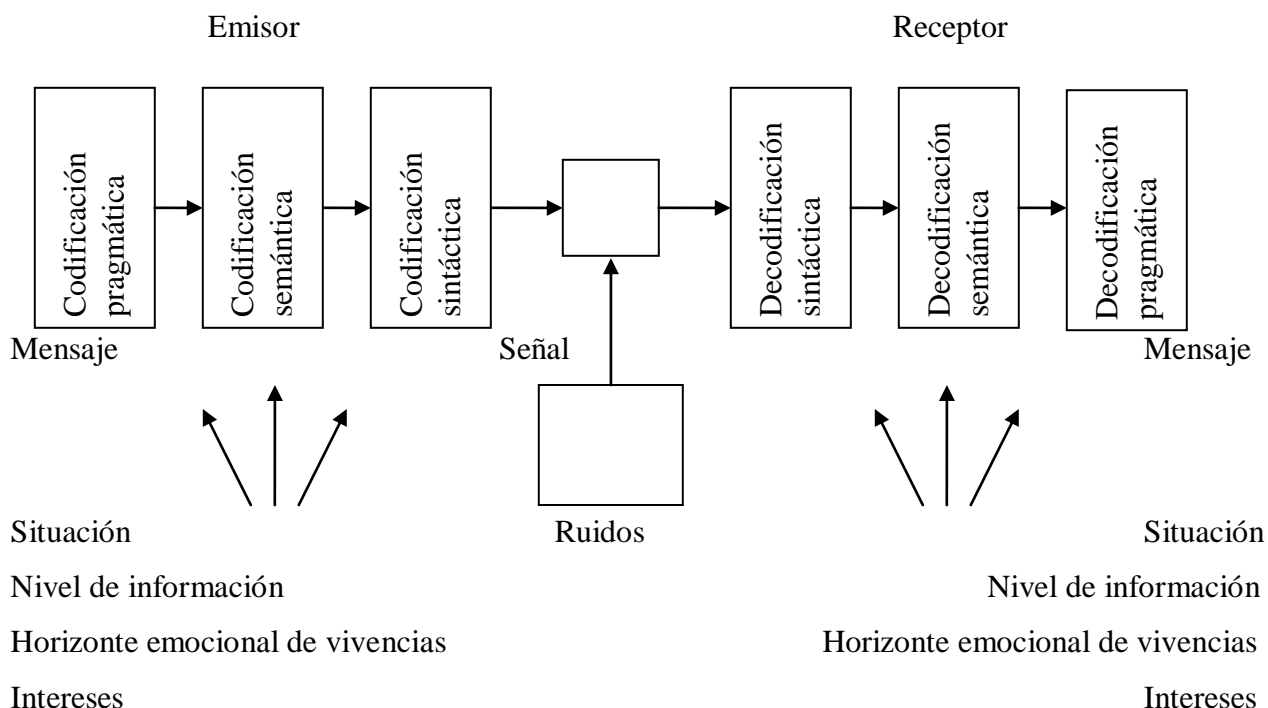 Emisor
Receptor
Codificación
pragmática
Codificación
semántica
Codificación
sintáctica
Decodificación
sintáctica
Decodificación
semántica
Decodificación
pragmática
Mensaje
Señal
Mensaje
Situación
Ruidos
Situación
Nivel de información
Nivel de información
Horizonte emocional de vivencias
Horizonte emocional de vivencias
Intereses
Intereses